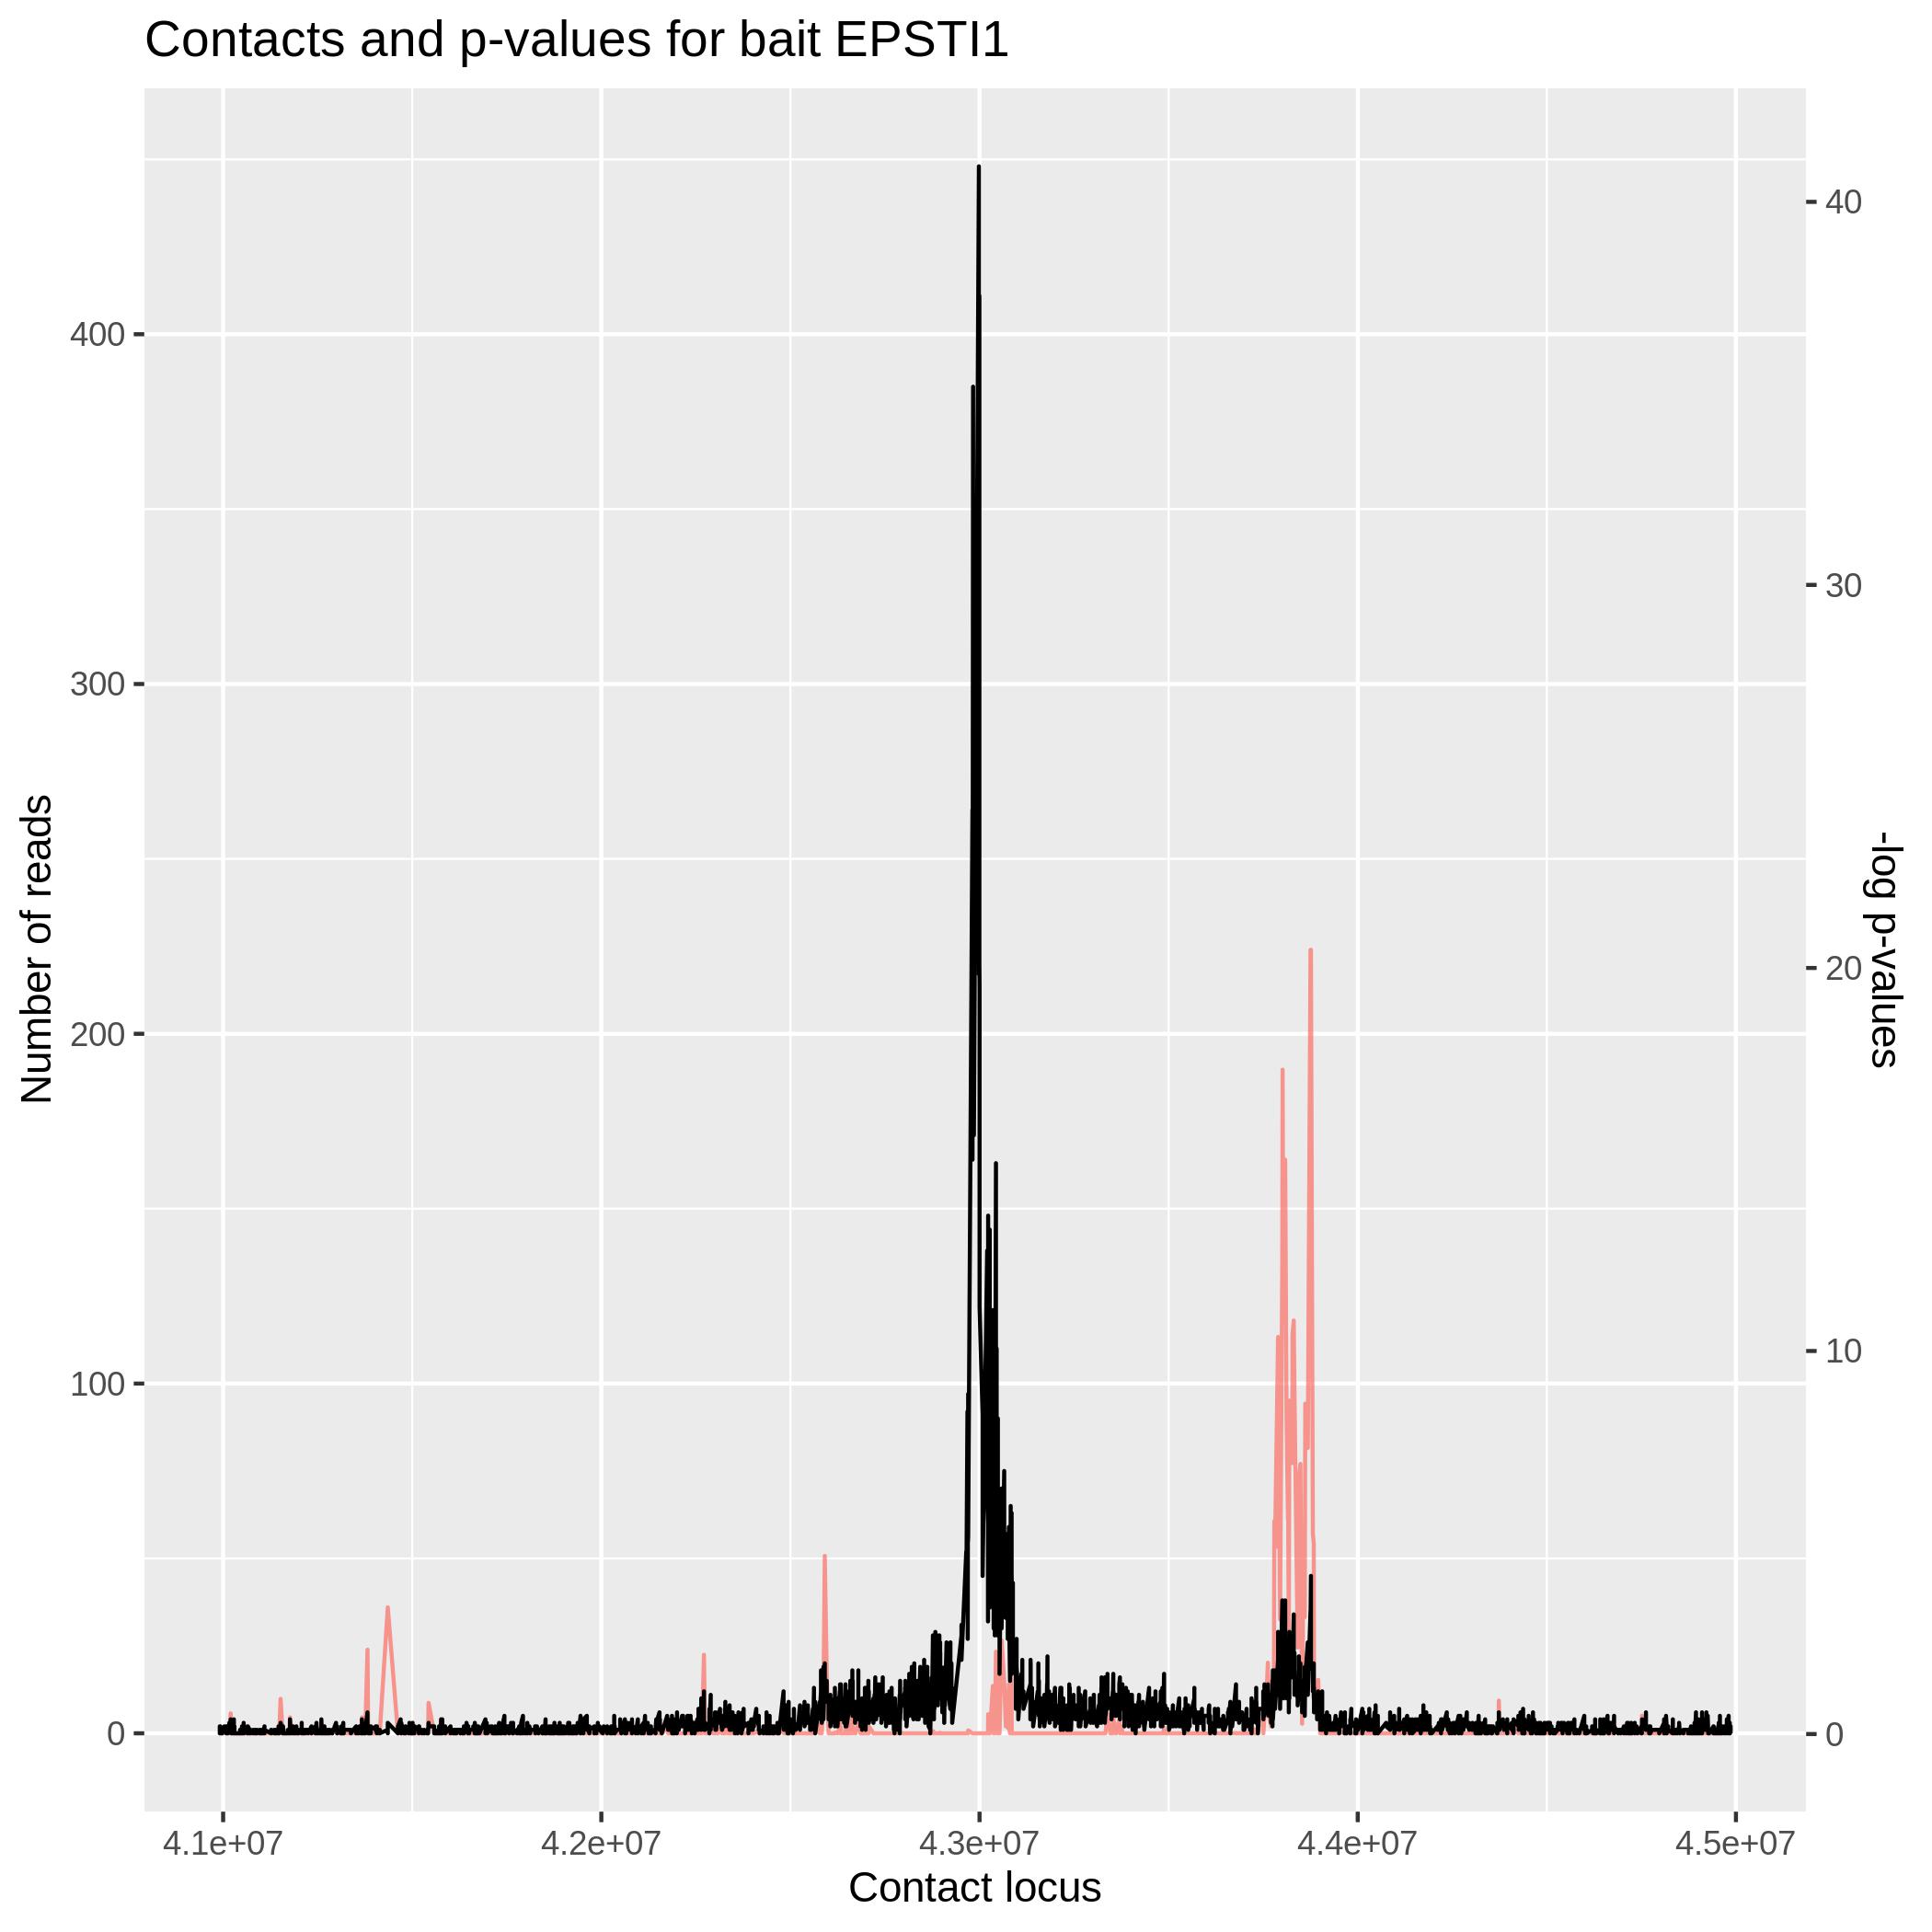 Contacts and p-values for bait EPSTI1
400
300
200
100
0
Number of reads
40
30
20
10
0
-log p-values
4.1e+07 4.2e+07 4.3e+07 4.4e+07 4.5e+07
Contact locus